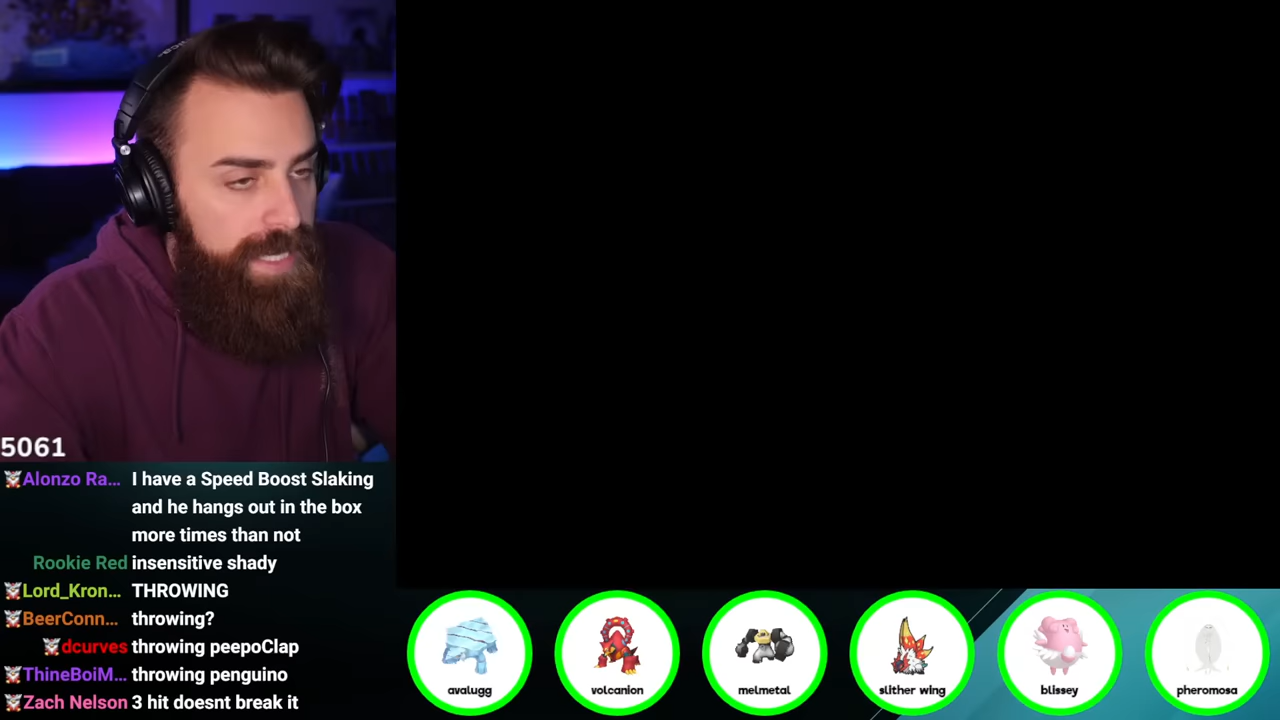 5061
Alonzo Ra... I have a Speed Boost Slaking
and he hangs out in the box
more times than not
Rookie Red insensitive shady
Lord_Kron... THROWING
BeerConn... throwing?
dcurves throwing peepoClap
ThineBoiM... throwing penguino
Zach Nelson 3 hit doesnt break it
avalugg
volcanion
melmetal
slither wing
blissey
pheromosa